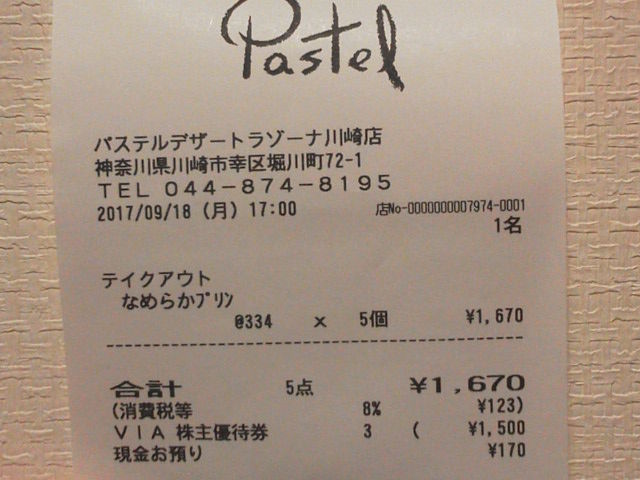 Pastel
パステルデザートラゾーナ川崎店
神奈川県川崎市幸区堀川町72-1
TEL 044-874-8195
2017/09/18 (月) 17:00 店No-0000000007974-0001
1名
テイクアウト
なめらかプリン
@334 x 5個 ¥1,670
合計 5点 ¥1,670
(消費税等 8% ¥123)
VIA 株主優待券 3 ( ¥1,500
現金お預り ¥170